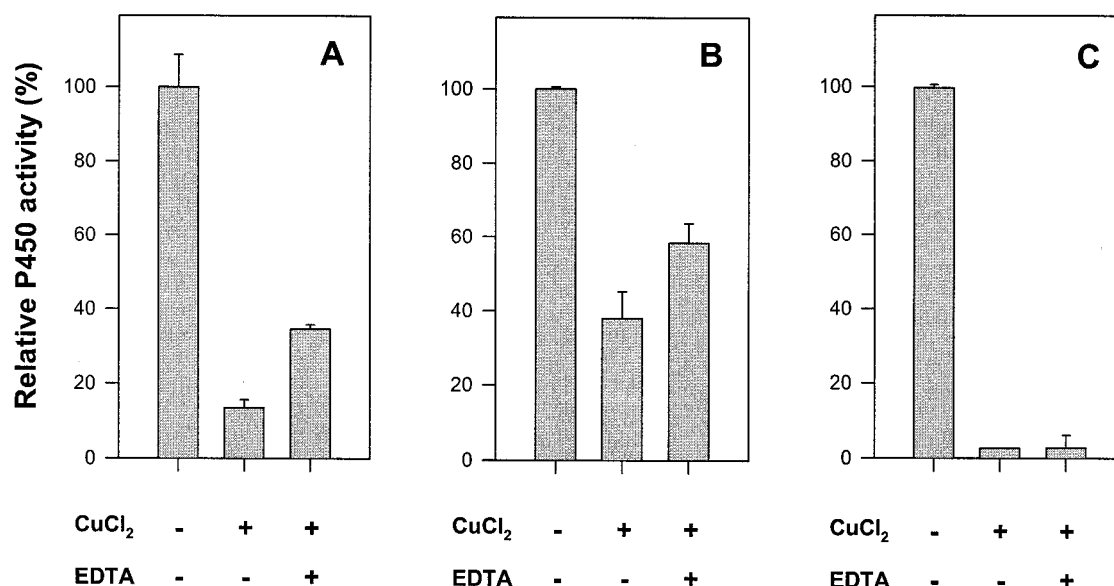 Relative P450 activity (%)
A
100
80
60
40
20
0
CuCl₂ - + +
EDTA - - +
B
100
80
60
40
20
0
CuCl₂ - + +
EDTA - - +
C
100
80
60
40
20
0
CuCl₂ - + +
EDTA - - +